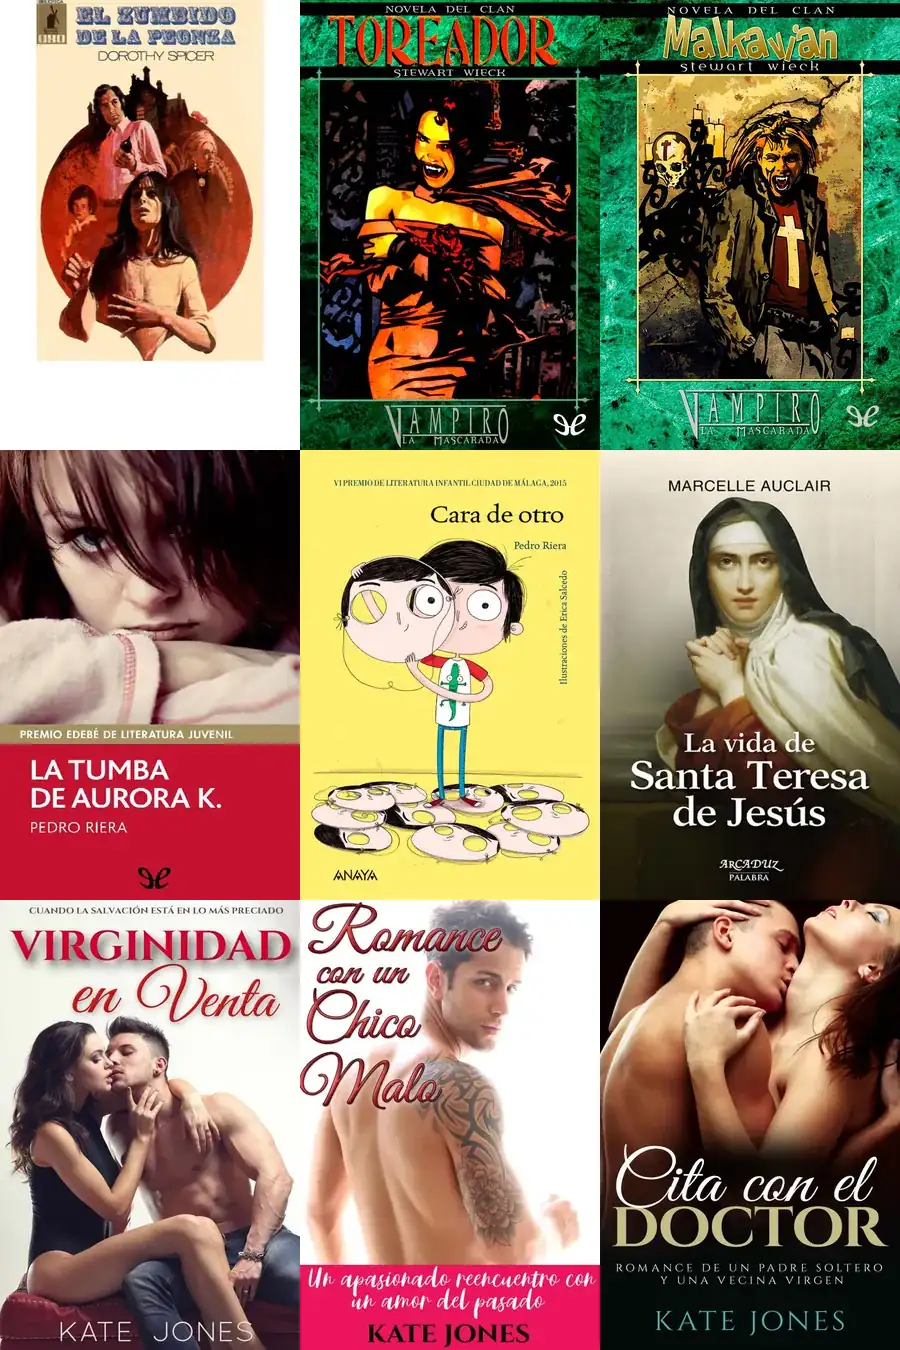 EL ZUMBIDO
DE LA PEONZA
DOROTHY SPICER
NOVELA DEL CLAN
TOREADOR
STEWART WIECK
VAMPIRO
LA MASCARADA
NOVELA DEL CLAN
Malkavian
Stewart Wieck
VAMPIRO
LA MASCARADA
PREMIO EDEBÉ DE LITERATURA JUVENIL
LA TUMBA
DE AURORA K.
PEDRO RIERA
VI PREMIO DE LITERATURA INFANTIL CIUDAD DE MÁLAGA, 2015
Cara de otro
Pedro Riera
Ilustraciones de Erica Salcedo
ANAYA
MARCELLE AUCLAIR
La vida de
Santa Teresa
de Jesús
ARCADUZ
PALABRA
CUANDO LA SALVACIÓN ESTÁ EN LO MÁS PRECIADO
VIRGINIDAD
en Venta
KATE JONES
Romance
con un
Chico
Malo
Un apasionado reencuentro con
un amor del pasado
KATE JONES
Cita con el
DOCTOR
ROMANCE DE UN PADRE SOLTERO
Y UNA VECINA VIRGEN
KATE JONES